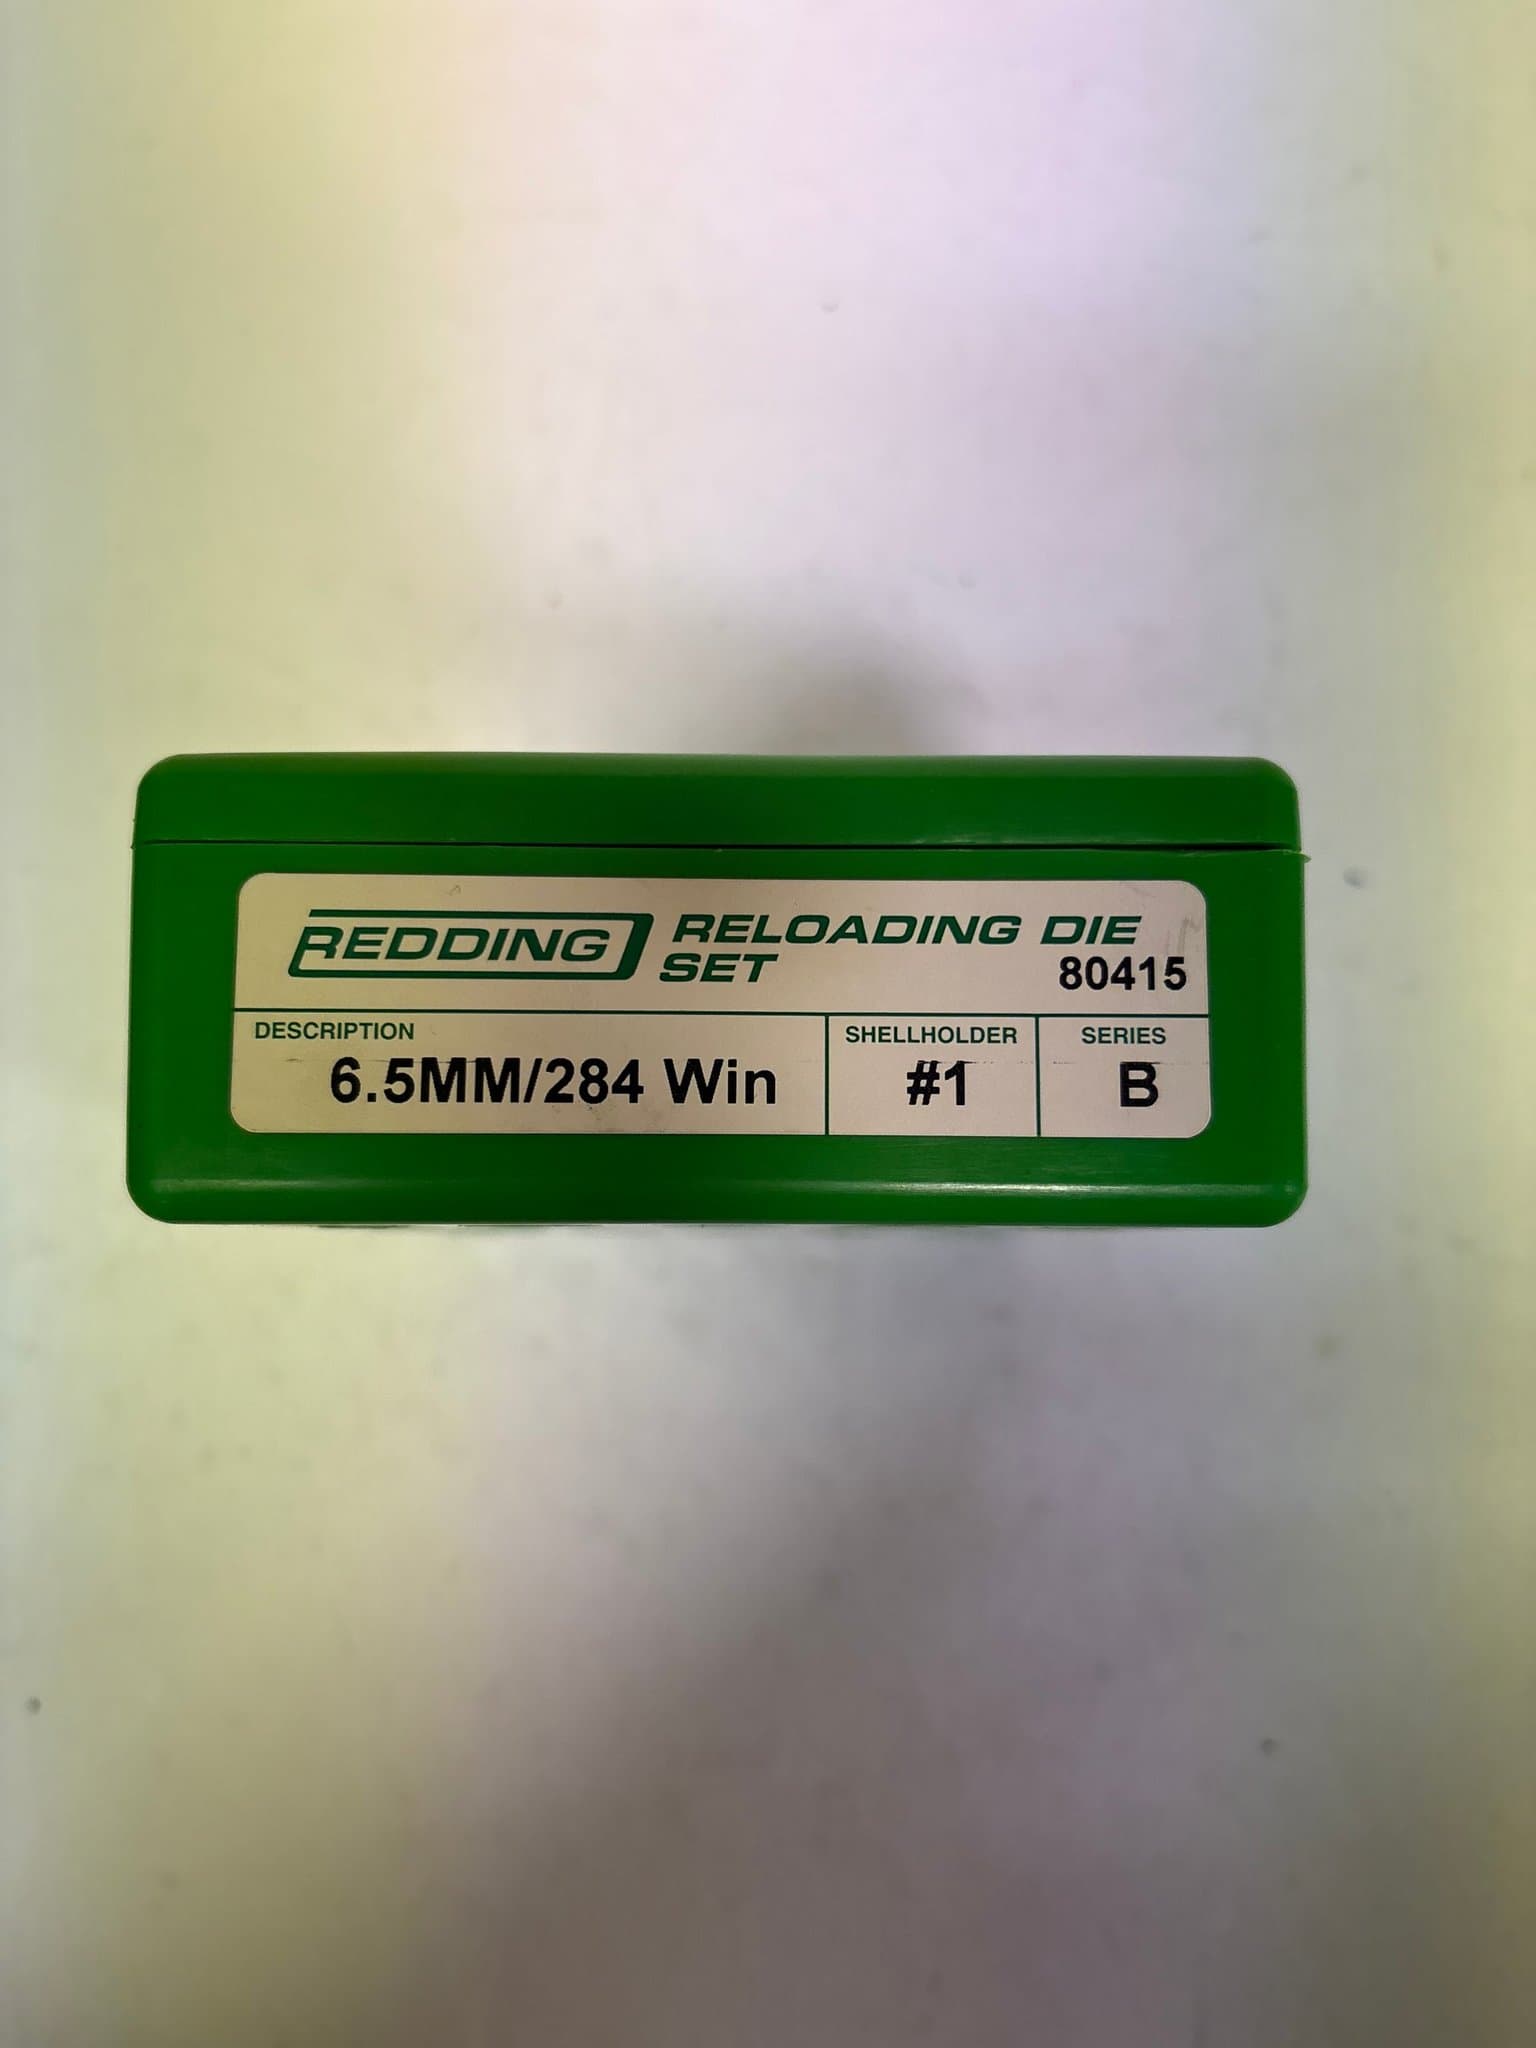 REDDING RELOADING DIE
SET 80415
DESCRIPTION SHELLHOLDER SERIES
6.5MM/284 Win #1 B